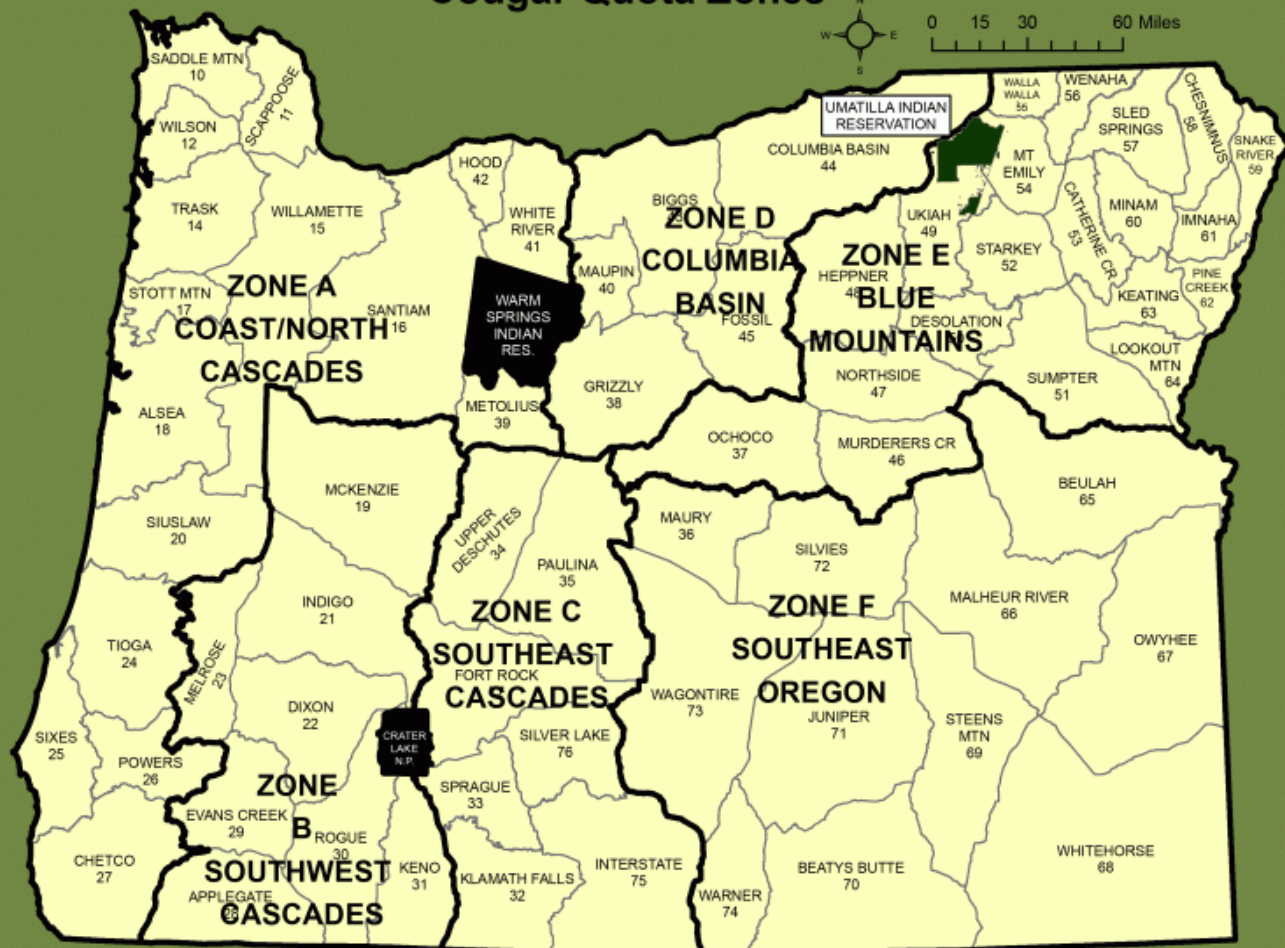 Cougar Quota Zones
N
W
E
S
0 15 30 60 Miles
SADDLE MTN
10
SCAPPOOSE
11
WILSON
12
TRASK
14
WILLAMETTE
15
STOTT MTN
17
SANTIAM
16
ZONE A
COAST/NORTH
CASCADES
ALSEA
18
SIUSLAW
20
TIOGA
24
SIXES
25
POWERS
26
CHETCO
27
HOOD
42
WHITE
RIVER
41
WARM
SPRINGS
INDIAN
RES.
METOLIUS
39
MCKENZIE
19
INDIGO
21
MELROSE
23
DIXON
22
CRATER
LAKE
N.P.
ZONE
B
SOUTHWEST
CASCADES
EVANS CREEK
29
ROGUE
30
APPLEGATE
28
KENO
31
UPPER
DESCHUTES
34
PAULINA
35
ZONE C
SOUTHEAST
CASCADES
FORT ROCK
SILVER LAKE
76
SPRAGUE
33
KLAMATH FALLS
32
INTERSTATE
75
UMATILLA INDIAN
RESERVATION
COLUMBIA BASIN
44
BIGGS
ZONE D
COLUMBIA
BASIN
MAUPIN
40
FOSSIL
45
GRIZZLY
38
WALLA
WALLA
55
WENAHA
56
SLED
SPRINGS
57
CHESNIMNUS
58
SNAKE
RIVER
59
MT
EMILY
54
CATHERINE CR
53
MINAM
60
IMNAHA
61
UKIAH
49
STARKEY
52
ZONE E
BLUE
MOUNTAINS
HEPPNER
48
DESOLATION
PINE
CREEK
62
KEATING
63
LOOKOUT
MTN
64
SUMPTER
51
NORTHSIDE
47
OCHOCO
37
MURDERERS CR
46
BEULAH
65
MAURY
36
SILVIES
72
ZONE F
SOUTHEAST
OREGON
MALHEUR RIVER
66
OWYHEE
67
WAGONTIRE
73
JUNIPER
71
STEENS
MTN
69
WHITEHORSE
68
BEATYS BUTTE
70
WARNER
74